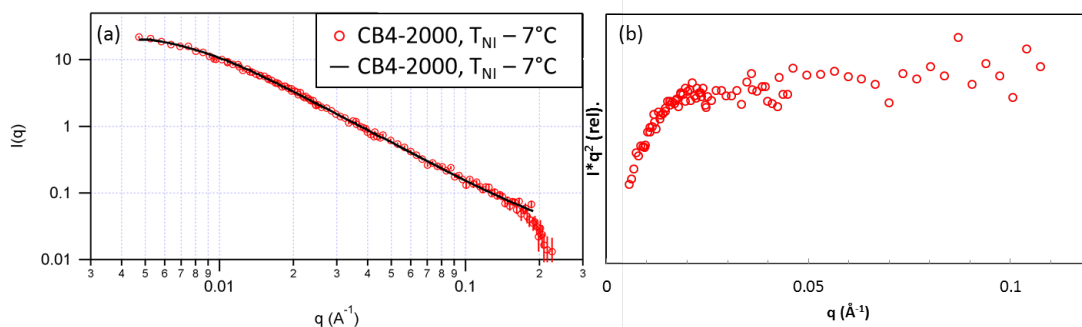 (a)
CB4-2000, T_NI – 7°C
CB4-2000, T_NI – 7°C
10
1
0.1
0.01
I(q)
3 4 5 6 7 8 9 0.01 2 3 4 5 6 7 8 9 0.1 2 3
q (A⁻¹)
(b)
I*q² (rel).
0 0.05 0.1
q (Å⁻¹)